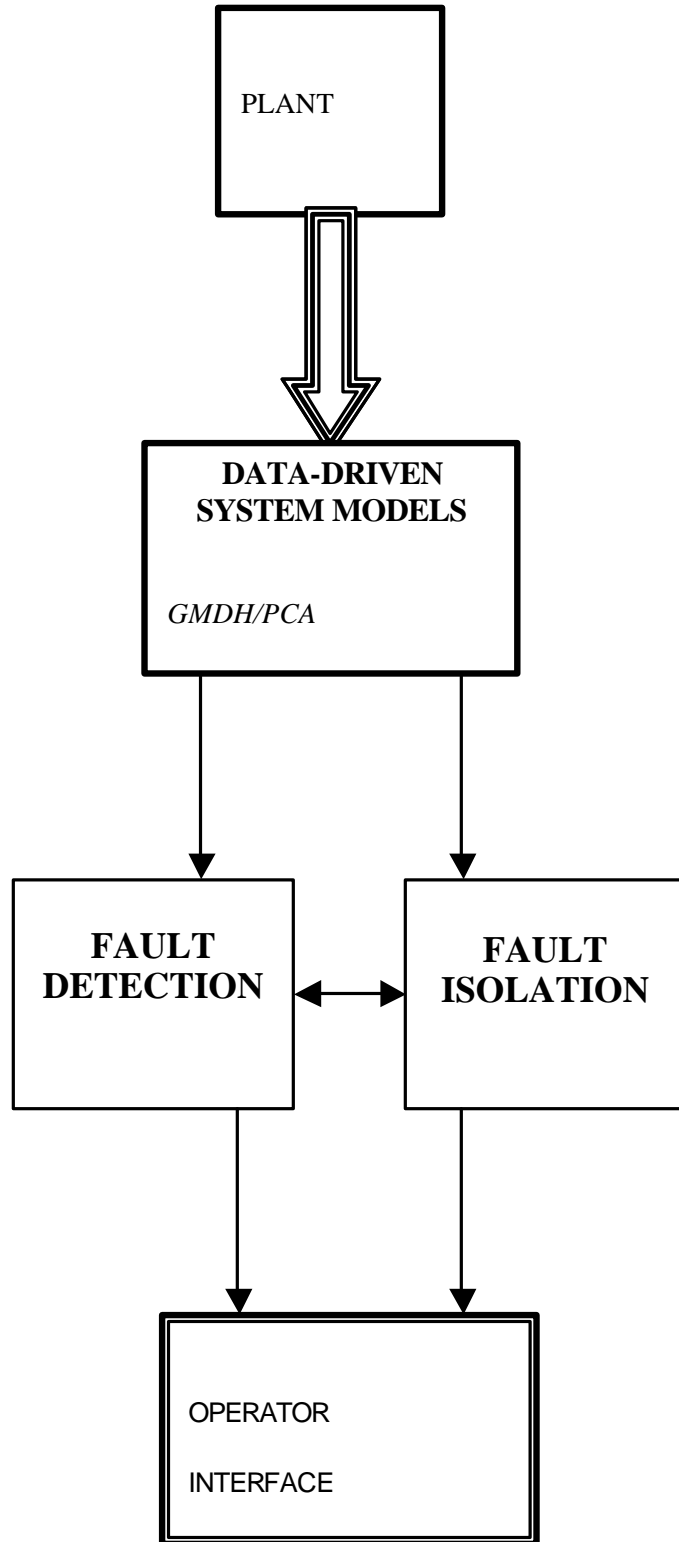 PLANT
DATA-DRIVEN
SYSTEM MODELS
GMDH/PCA
FAULT
DETECTION
FAULT
ISOLATION
OPERATOR
INTERFACE